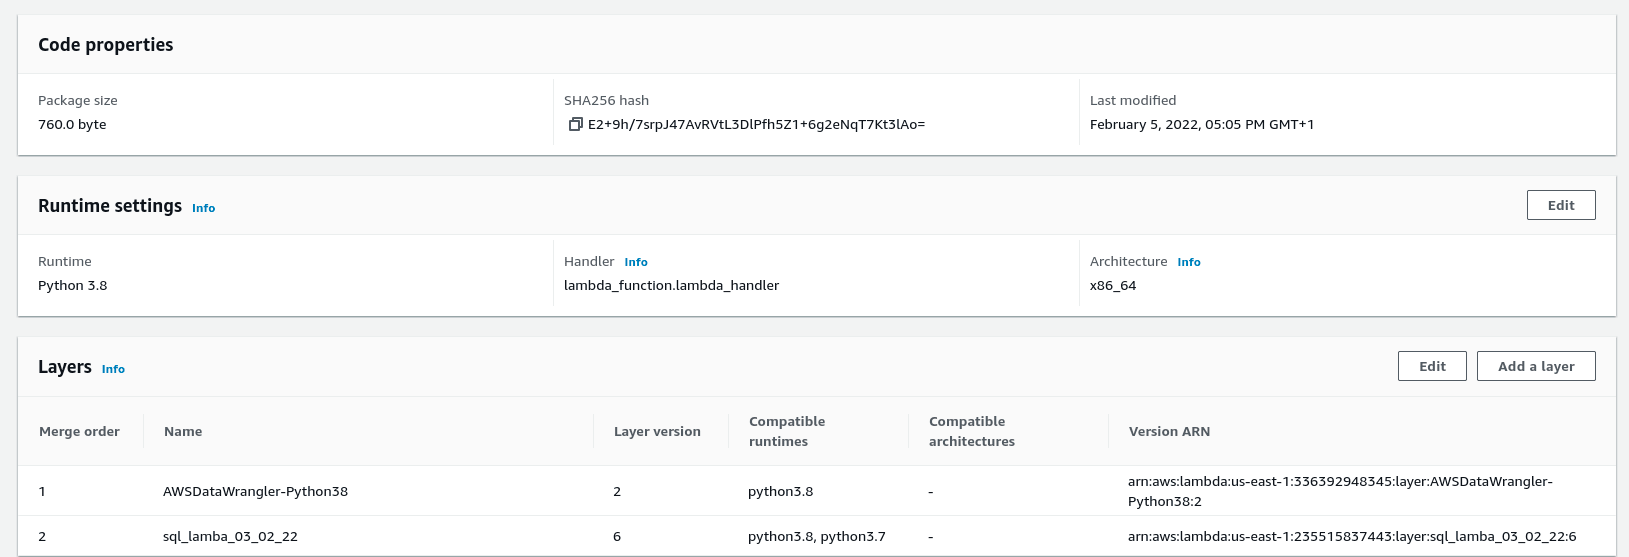 Code properties
Package size SHA256 hash Last modified
760.0 byte E2+9h/7srpJ47AvRVtL3DlPfh5Z1+6g2eNqT7Kt3lAo= February 5, 2022, 05:05 PM GMT+1
Runtime settings Info Edit
Runtime Handler Info Architecture Info
Python 3.8 lambda_function.lambda_handler x86_64
Layers Info Edit Add a layer
Merge order Name Layer version Compatible runtimes Compatible architectures Version ARN
1 AWSDataWrangler-Python38 2 python3.8 - arn:aws:lambda:us-east-1:336392948345:layer:AWSDataWrangler-
Python38:2
2 sql_lamba_03_02_22 6 python3.8, python3.7 - arn:aws:lambda:us-east-1:235515837443:layer:sql_lamba_03_02_22:6